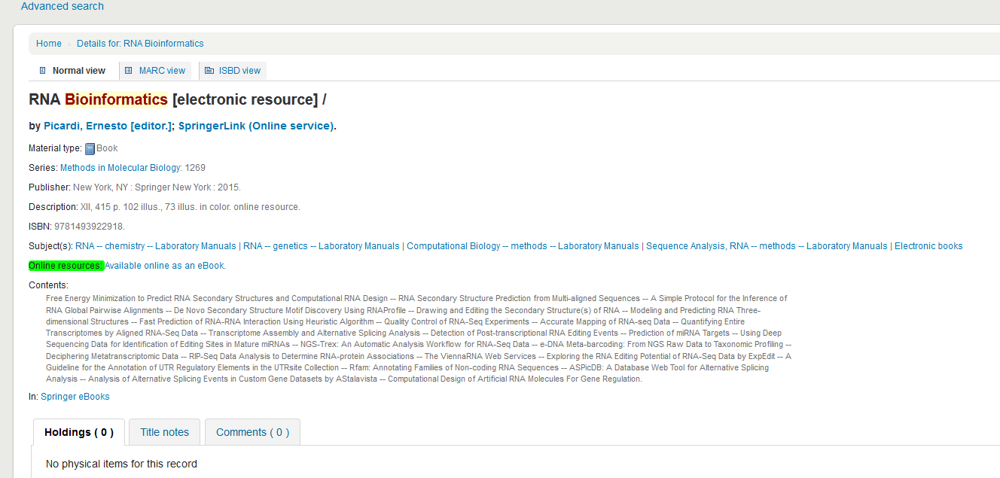 Advanced search
Home › Details for: RNA Bioinformatics
Normal view MARC view ISBD view
RNA Bioinformatics [electronic resource] /
by Picardi, Ernesto [editor.]; SpringerLink (Online service).
Material type: Book
Series: Methods in Molecular Biology: 1269
Publisher: New York, NY : Springer New York : 2015.
Description: XII, 415 p. 102 illus., 73 illus. in color. online resource.
ISBN: 9781493922918.
Subject(s): RNA -- chemistry -- Laboratory Manuals | RNA -- genetics -- Laboratory Manuals | Computational Biology -- methods -- Laboratory Manuals | Sequence Analysis, RNA -- methods -- Laboratory Manuals | Electronic books
Online resources: Available online as an eBook.
Contents:
Free Energy Minimization to Predict RNA Secondary Structures and Computational RNA Design -- RNA Secondary Structure Prediction from Multi-aligned Sequences -- A Simple Protocol for the Inference of
RNA Global Pairwise Alignments -- De Novo Secondary Structure Motif Discovery Using RNAProfile -- Drawing and Editing the Secondary Structure(s) of RNA -- Modeling and Predicting RNA Three-
dimensional Structures -- Fast Prediction of RNA-RNA Interaction Using Heuristic Algorithm -- Quality Control of RNA-Seq Experiments -- Accurate Mapping of RNA-seq Data -- Quantifying Entire
Transcriptomes by Aligned RNA-Seq Data -- Transcriptome Assembly and Alternative Splicing Analysis -- Detection of Post-transcriptional RNA Editing Events -- Prediction of miRNA Targets -- Using Deep
Sequencing Data for Identification of Editing Sites in Mature miRNAs -- NGS-Trex: An Automatic Analysis Workflow for RNA-Seq Data -- e-DNA Meta-barcoding: From NGS Raw Data to Taxonomic Profiling --
Deciphering Metatranscriptomic Data -- RIP-Seq Data Analysis to Determine RNA-protein Associations -- The ViennaRNA Web Services -- Exploring the RNA Editing Potential of RNA-Seq Data by ExpEdit -- A
Guideline for the Annotation of UTR Regulatory Elements in the UTRsite Collection -- Rfam: Annotating Families of Non-coding RNA Sequences -- ASPicDB: A Database Web Tool for Alternative Splicing
Analysis -- Analysis of Alternative Splicing Events in Custom Gene Datasets by AStalavista -- Computational Design of Artificial RNA Molecules For Gene Regulation.
In: Springer eBooks
Holdings ( 0 ) Title notes Comments ( 0 )
No physical items for this record